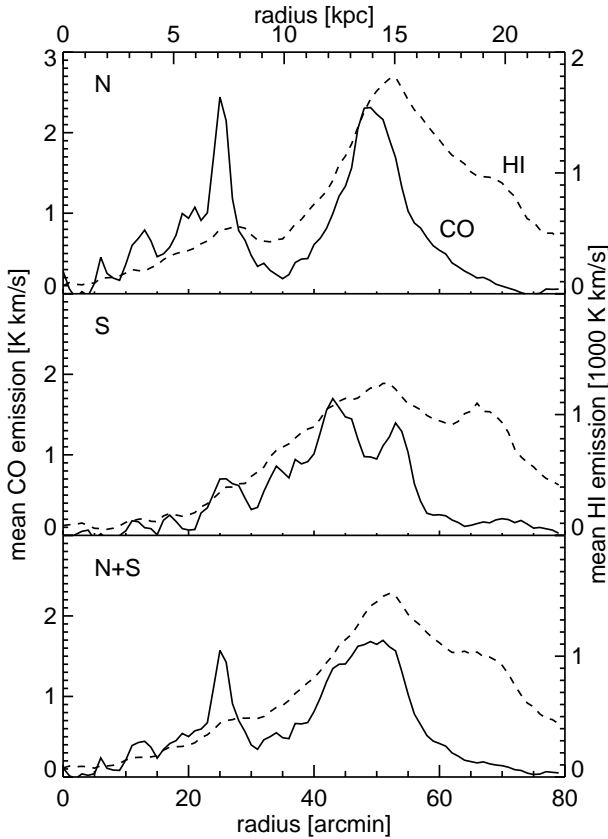 radius [kpc]
0 5 10 15 20
3 2 1 0
2 1 0
N
HI
CO
mean CO emission [K km/s]
mean HI emission [1000 K km/s]
S
2 1 0
1 0
N+S
2 1 0
1 0
0 20 40 60 80
radius [arcmin]